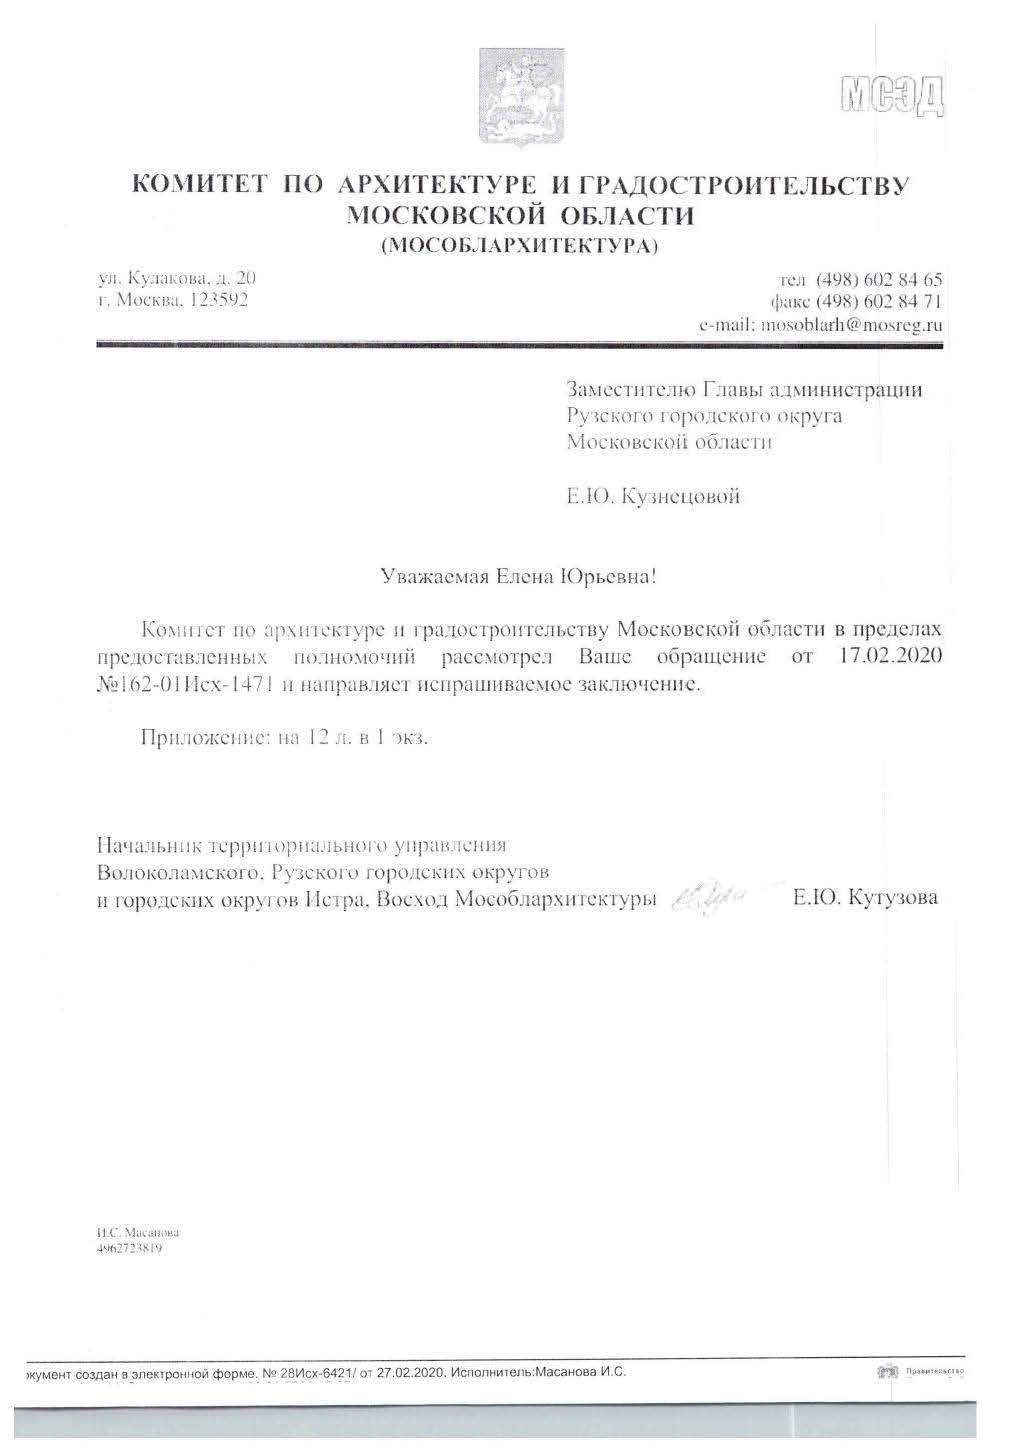 МСЭД
КОМИТЕТ ПО АРХИТЕКТУРЕ И ГРАДОСТРОИТЕЛЬСТВУ
МОСКОВСКОЙ ОБЛАСТИ
(МОСОБЛАРХИТЕКТУРА)
ул. Кулакова, д. 20
г. Москва, 123592
тел (498) 602 84 65
факс (498) 602 84 71
e-mail: mosoblarh@mosreg.ru
Заместителю Главы администрации
Рузского городского округа
Московской области
Е.Ю. Кузнецовой
Уважаемая Елена Юрьевна!
Комитет по архитектуре и градостроительству Московской области в пределах
предоставленных полномочий рассмотрел Ваше обращение от 17.02.2020
№162-01Исх-1471 и направляет испрашиваемое заключение.
Приложение: на 12 л. в 1 экз.
Начальник территориального управления
Волоколамского, Рузского городских округов
и городских округов Истра, Восход Мособлархитектуры Е.Ю. Кутузова
И.С. Масанова
4962723819
жумент создан в электронной форме. № 28Исх-6421/ от 27.02.2020. Исполнитель:Масанова И.С.
Правительство